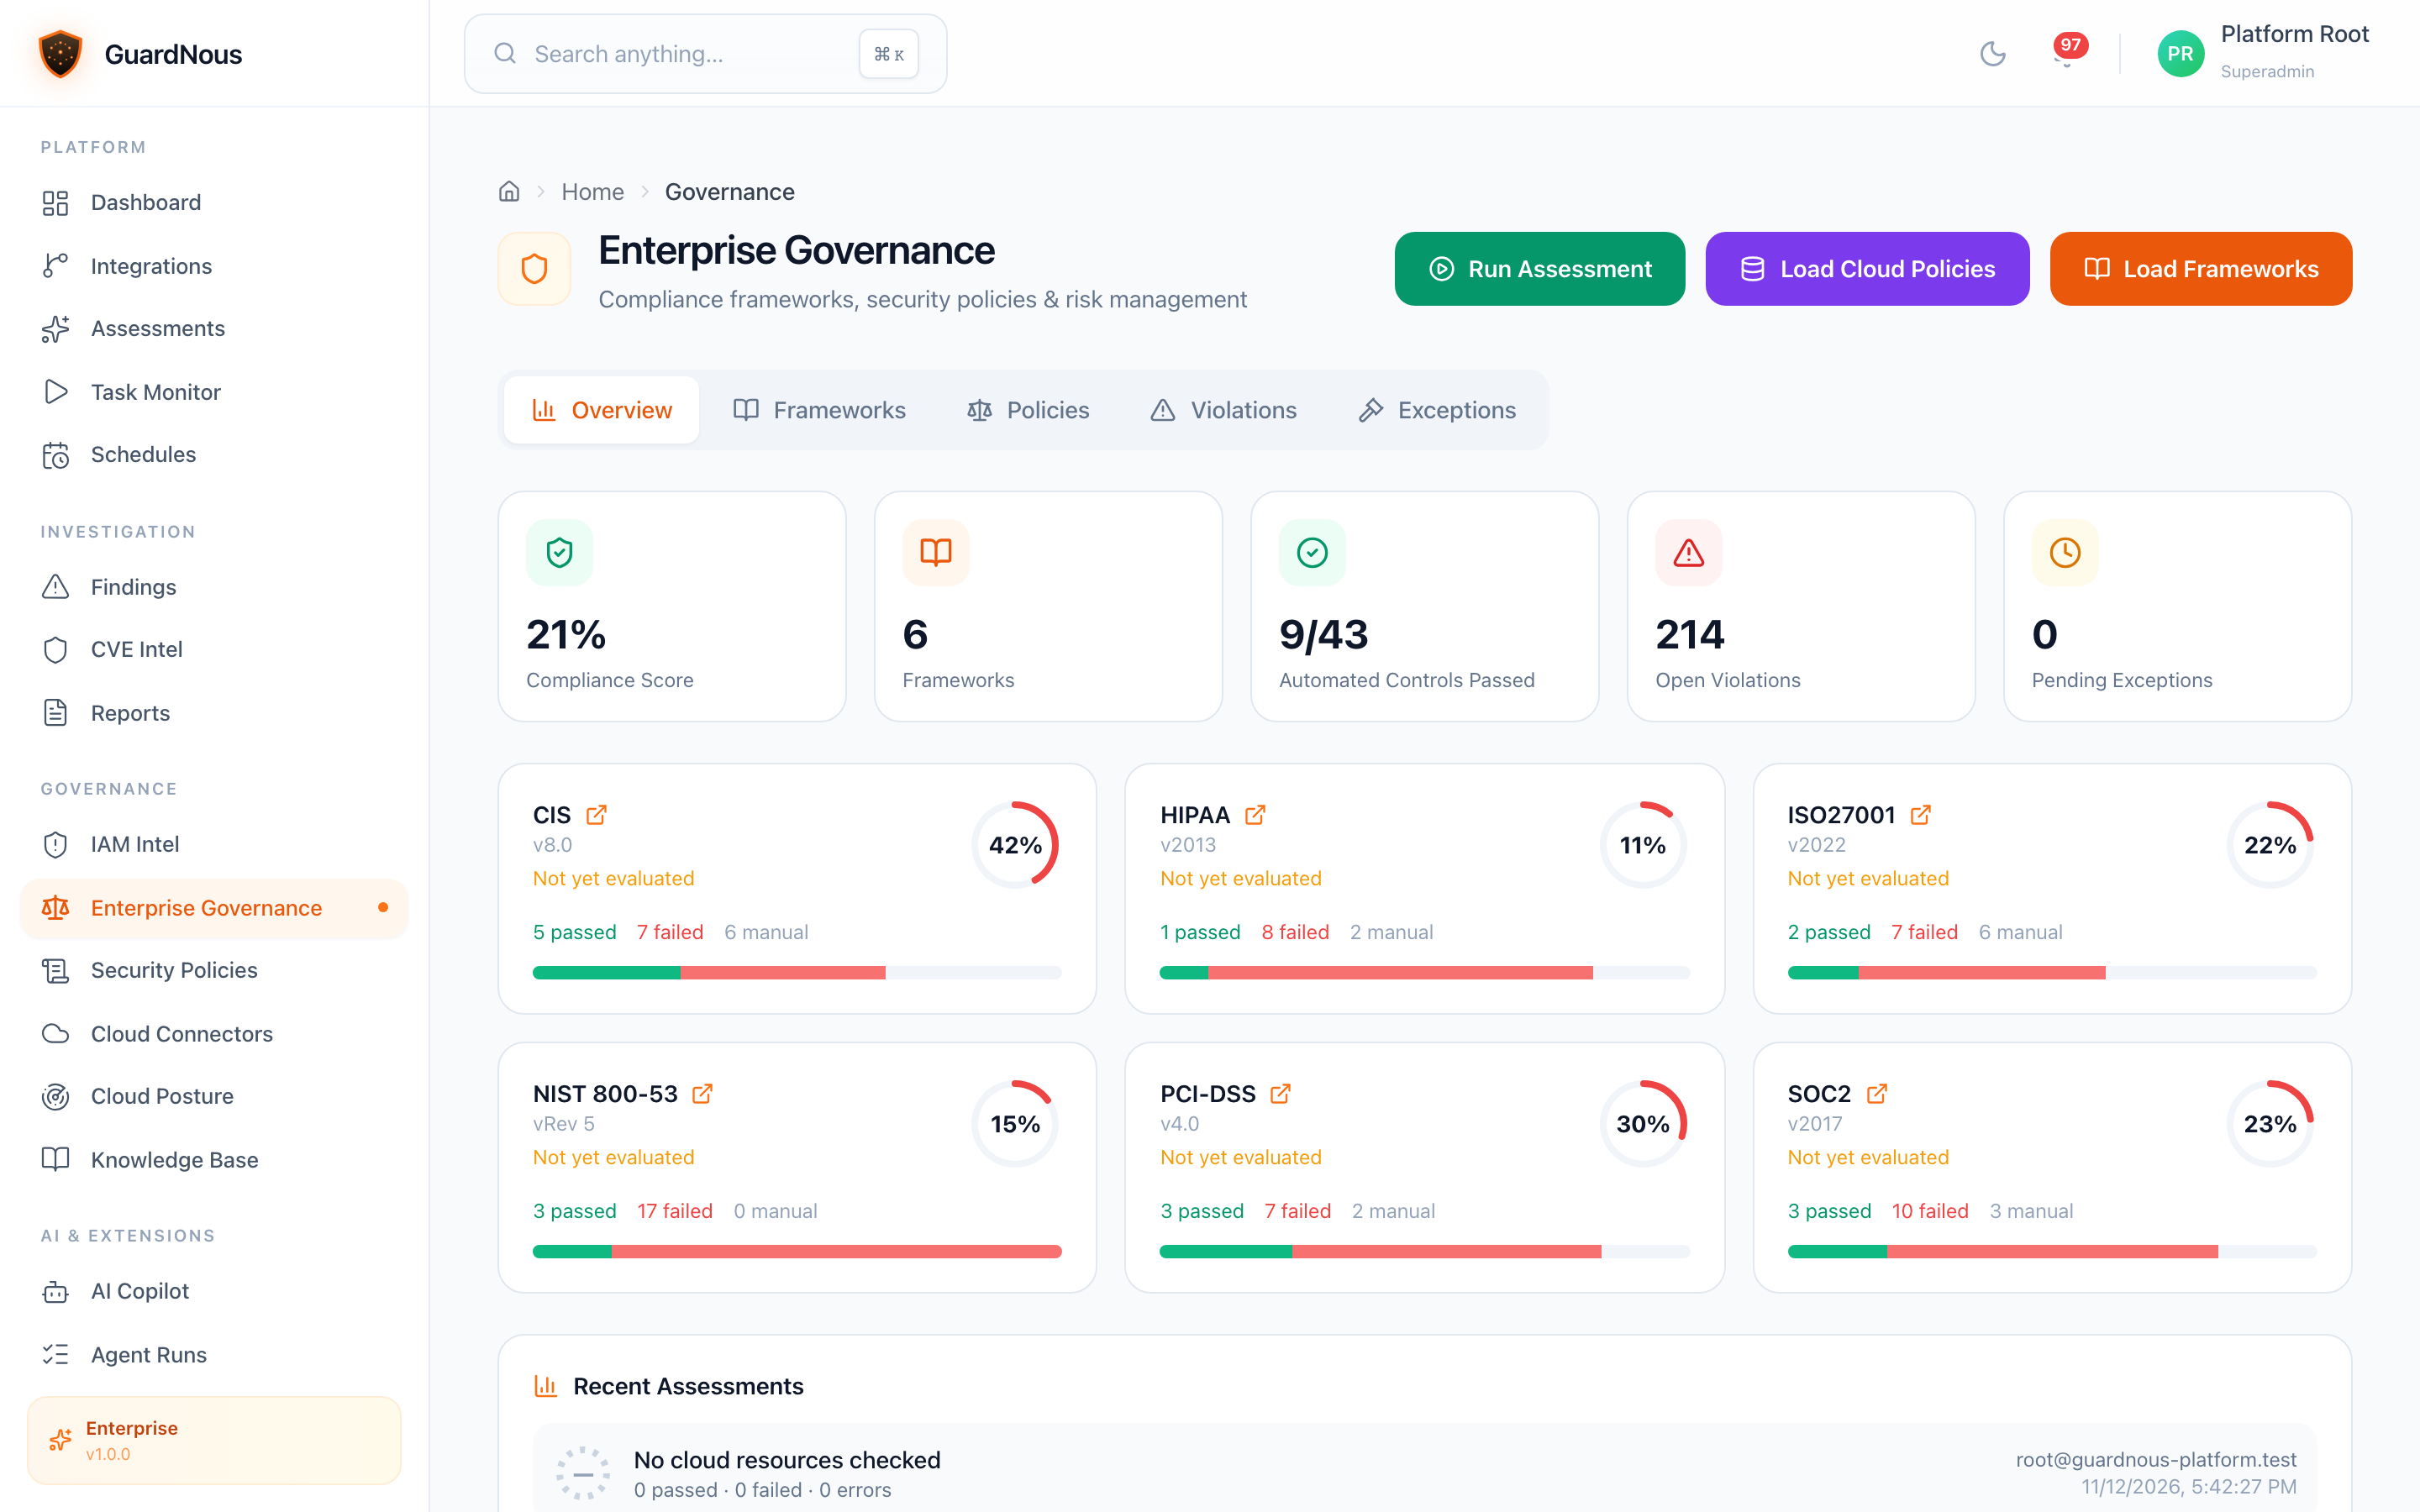 GuardNous
Search anything...
⌘ K
97
PR
Platform Root
Superadmin
PLATFORM
Dashboard
Integrations
Assessments
Task Monitor
Schedules
INVESTIGATION
Findings
CVE Intel
Reports
GOVERNANCE
IAM Intel
Enterprise Governance
Security Policies
Cloud Connectors
Cloud Posture
Knowledge Base
AI & EXTENSIONS
AI Copilot
Agent Runs
Enterprise
v1.0.0
Home
Governance
Enterprise Governance
Compliance frameworks, security policies & risk management
Run Assessment
Load Cloud Policies
Load Frameworks
Overview
Frameworks
Policies
Violations
Exceptions
21%
Compliance Score
6
Frameworks
9/43
Automated Controls Passed
214
Open Violations
0
Pending Exceptions
CIS
v8.0
Not yet evaluated
42%
5 passed 7 failed 6 manual
HIPAA
v2013
Not yet evaluated
11%
1 passed 8 failed 2 manual
ISO27001
v2022
Not yet evaluated
22%
2 passed 7 failed 6 manual
NIST 800-53
vRev 5
Not yet evaluated
15%
3 passed 17 failed 0 manual
PCI-DSS
v4.0
Not yet evaluated
30%
3 passed 7 failed 2 manual
SOC2
v2017
Not yet evaluated
23%
3 passed 10 failed 3 manual
Recent Assessments
No cloud resources checked
0 passed · 0 failed · 0 errors
root@guardnous-platform.test
11/12/2026, 5:42:27 PM